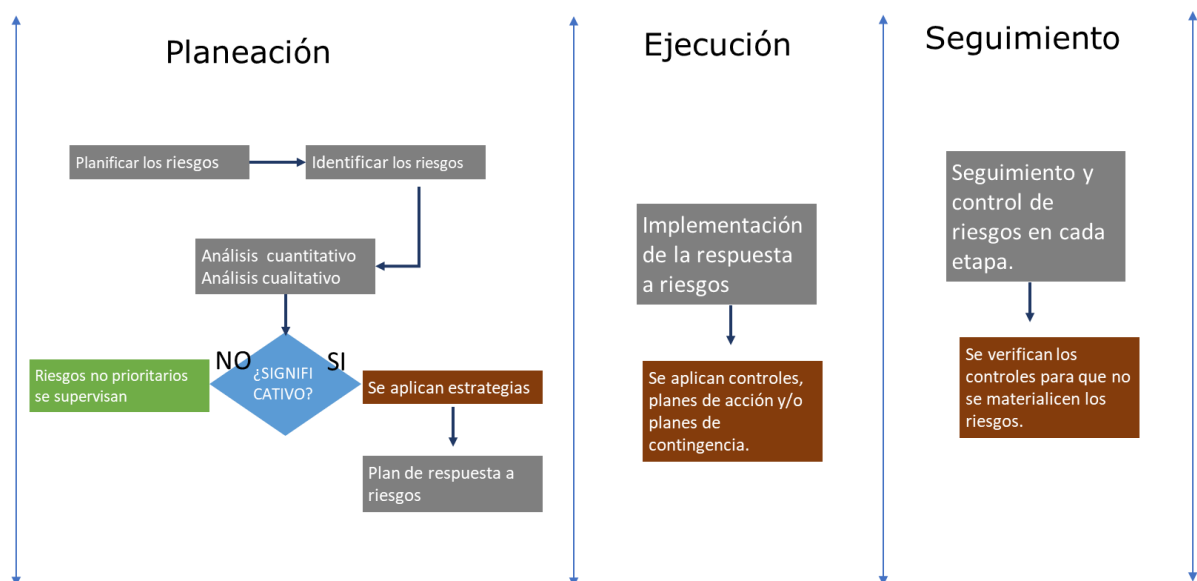 Planeación
Planificar los riesgos
Identificar los riesgos
Análisis cuantitativo
Análisis cualitativo
NO
SI
¿SIGNIFI
CATIVO?
Riesgos no prioritarios
se supervisan
Se aplican estrategias
Plan de respuesta a
riesgos
Ejecución
Implementación
de la respuesta
a riesgos
Se aplican controles,
planes de acción y/o
planes de
contingencia.
Seguimiento
Seguimiento y
control de
riesgos en cada
etapa.
Se verifican los
controles para que no
se materialicen los
riesgos.